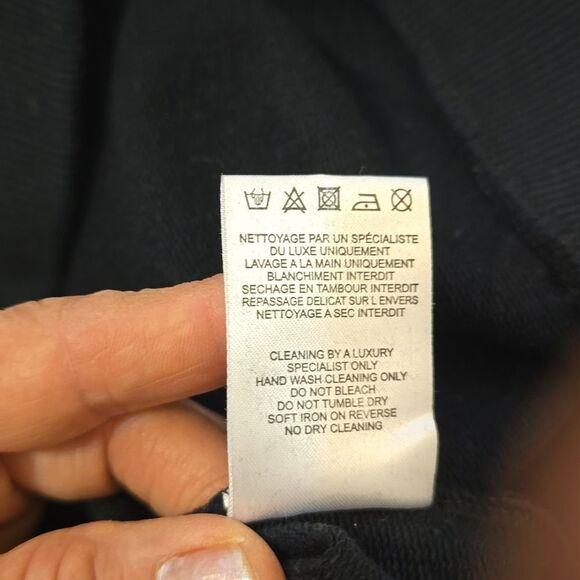 NETTOYAGE PAR UN SPÉCIALISTE
DU LUXE UNIQUEMENT
LAVAGE A LA MAIN UNIQUEMENT
BLANCHIMENT INTERDIT
SECHAGE EN TAMBOUR INTERDIT
REPASSAGE DELICAT SUR L ENVERS
NETTOYAGE A SEC INTERDIT
CLEANING BY A LUXURY
SPECIALIST ONLY
HAND WASH CLEANING ONLY
DO NOT BLEACH
DO NOT TUMBLE DRY
SOFT IRON ON REVERSE
NO DRY CLEANING